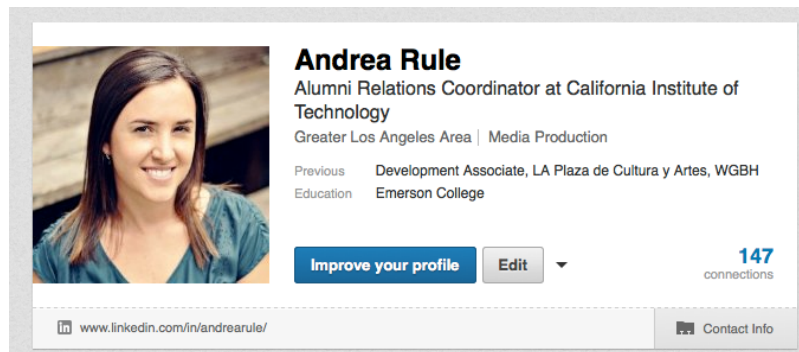 Andrea Rule
Alumni Relations Coordinator at California Institute of
Technology
Greater Los Angeles Area | Media Production
Previous Development Associate, LA Plaza de Cultura y Artes, WGBH
Education Emerson College
Improve your profile Edit
147
connections
in www.linkedin.com/in/andrearule/
Contact Info